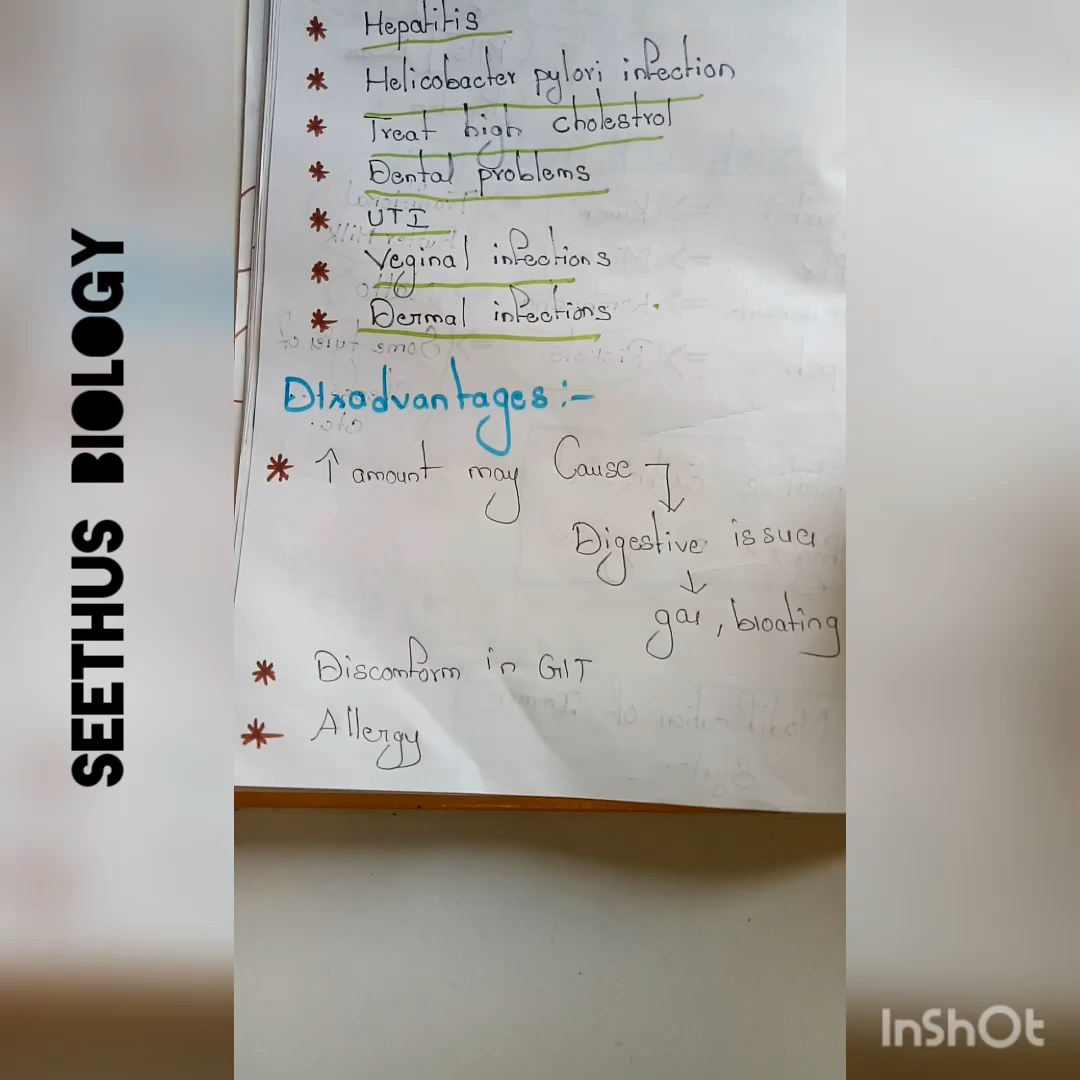 * Hepatitis
* Helicobacter pylori infection
* Treat high cholestrol
* Dental problems
* UTI
* Veginal infections
* Dermal infections
Disadvantages :-
* ↑ amount may Cause
↓
Digestive issues
↓
gas, bloating
* Discomform in GIT
* Allergy
SEETHUS BIOLOGY
InShOt